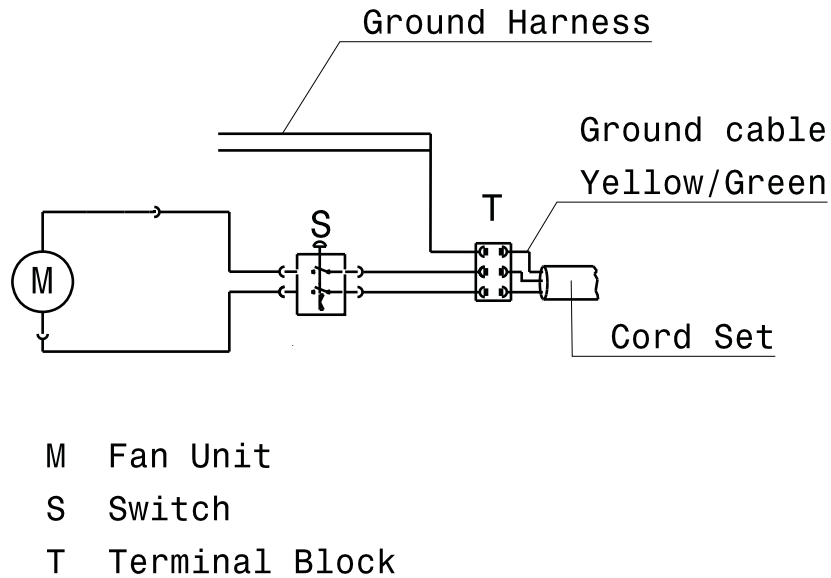 Ground Harness
Ground cable
Yellow/Green
T
S
M
Cord Set
M Fan Unit
S Switch
T Terminal Block